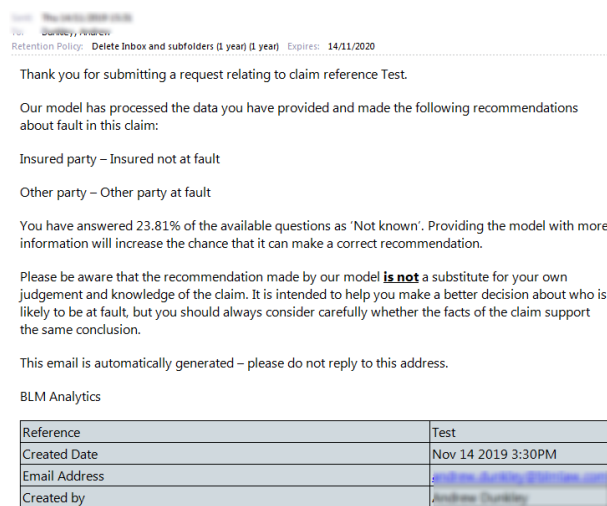 Retention Policy: Delete Inbox and subfolders (1 year) (1 year) Expires: 14/11/2020
Thank you for submitting a request relating to claim reference Test.
Our model has processed the data you have provided and made the following recommendations
about fault in this claim:
Insured party – Insured not at fault
Other party – Other party at fault
You have answered 23.81% of the available questions as ‘Not known’. Providing the model with more
information will increase the chance that it can make a correct recommendation.
Please be aware that the recommendation made by our model is not a substitute for your own
judgement and knowledge of the claim. It is intended to help you make a better decision about who is
likely to be at fault, but you should always consider carefully whether the facts of the claim support
the same conclusion.
This email is automatically generated – please do not reply to this address.
BLM Analytics
Reference Test
Created Date Nov 14 2019 3:30PM
Email Address
Created by